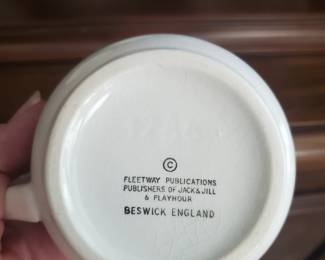 ©
FLEETWAY PUBLICATIONS
PUBLISHERS OF JACK & JILL
& PLAYHOUR
BESWICK ENGLAND